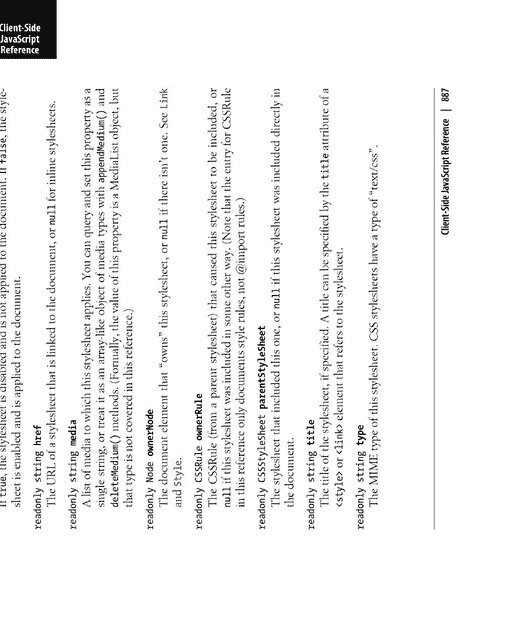 Client-Side
JavaScript
Reference
If true, the stylesheet is disabled and is not applied to the document. If false, the style-
sheet is enabled and is applied to the document.
readonly string href
The URL of a stylesheet that is linked to the document, or null for inline stylesheets.
readonly string media
A list of media to which this stylesheet applies. You can query and set this property as a
single string, or treat it as an array-like object of media types with appendMedium() and
deleteMedium() methods. (Formally, the value of this property is a MediaList object, but
that type is not covered in this reference.)
readonly Node ownerNode
The document element that "owns" this stylesheet, or null if there isn't one. See Link
and Style.
readonly CSSRule ownerRule
The CSSRule (from a parent stylesheet) that caused this stylesheet to be included, or
null if this stylesheet was included in some other way. (Note that the entry for CSSRule
in this reference only documents style rules, not @import rules.)
readonly CSSStyleSheet parentStyleSheet
The stylesheet that included this one, or null if this stylesheet was included directly in
the document.
readonly string title
The title of the stylesheet, if specified. A title can be specified by the title attribute of a
<style> or <link> element that refers to the stylesheet.
readonly string type
The MIME type of this stylesheet. CSS stylesheets have a type of "text/css".
Client-Side JavaScript Reference | 887